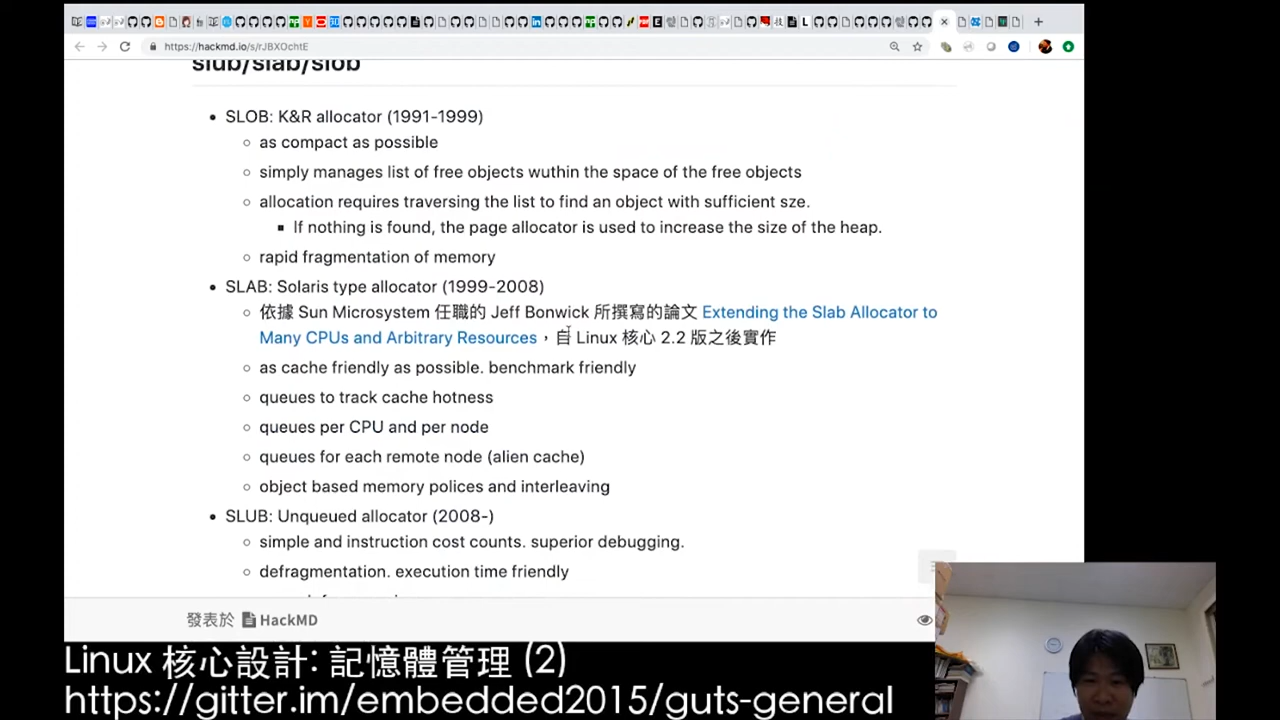 https://hackmd.io/s/rJBXOchtE
slub/slab/slob
SLOB: K&R allocator (1991-1999)
as compact as possible
simply manages list of free objects wuthin the space of the free objects
allocation requires traversing the list to find an object with sufficient sze.
If nothing is found, the page allocator is used to increase the size of the heap.
rapid fragmentation of memory
SLAB: Solaris type allocator (1999-2008)
依據 Sun Microsystem 任職的 Jeff Bonwick 所撰寫的論文 Extending the Slab Allocator to
Many CPUs and Arbitrary Resources，自 Linux 核心 2.2 版之後實作
as cache friendly as possible. benchmark friendly
queues to track cache hotness
queues per CPU and per node
queues for each remote node (alien cache)
object based memory polices and interleaving
SLUB: Unqueued allocator (2008-)
simple and instruction cost counts. superior debugging.
defragmentation. execution time friendly
發表於 HackMD
Linux 核心設計: 記憶體管理 (2)
https://gitter.im/embedded2015/guts-general